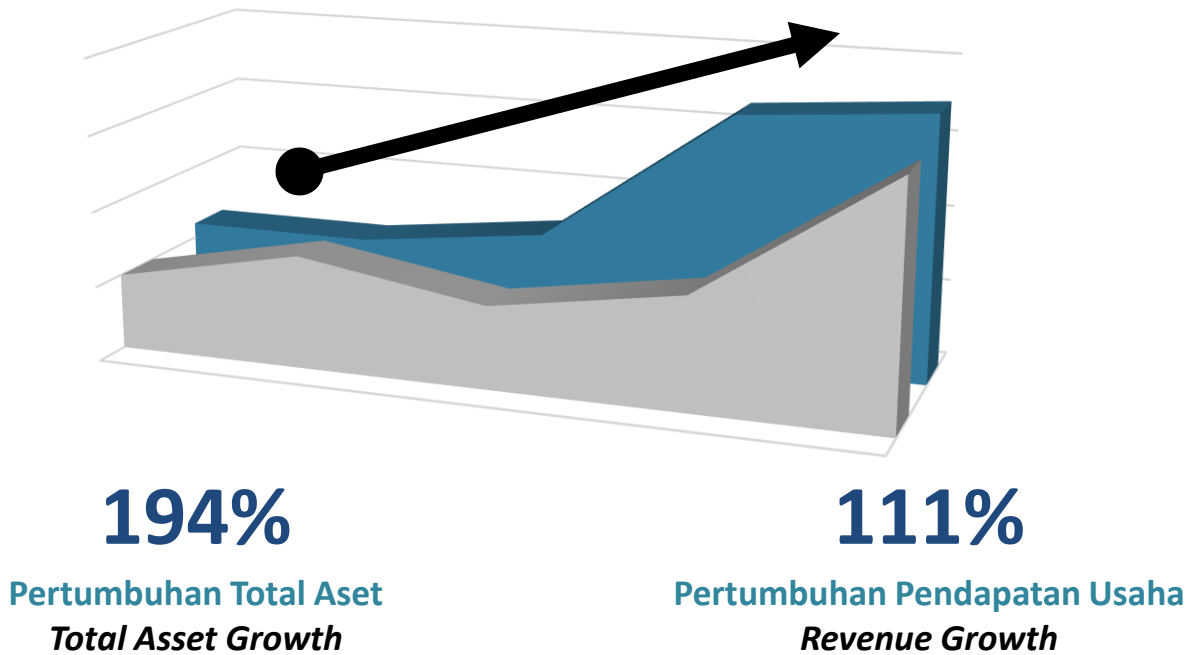 194%
Pertumbuhan Total Aset
Total Asset Growth
111%
Pertumbuhan Pendapatan Usaha
Revenue Growth